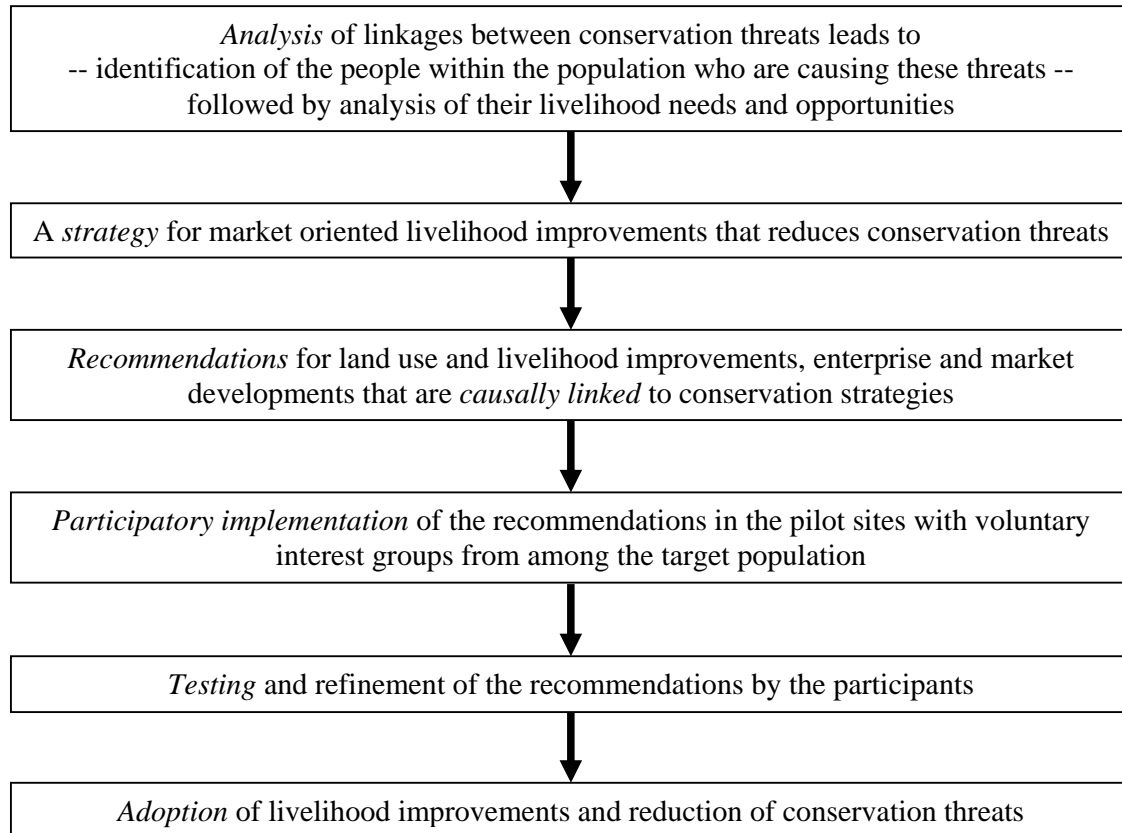 Analysis of linkages between conservation threats leads to
-- identification of the people within the population who are causing these threats --
followed by analysis of their livelihood needs and opportunities
A strategy for market oriented livelihood improvements that reduces conservation threats
Recommendations for land use and livelihood improvements, enterprise and market
developments that are causally linked to conservation strategies
Participatory implementation of the recommendations in the pilot sites with voluntary
interest groups from among the target population
Testing and refinement of the recommendations by the participants
Adoption of livelihood improvements and reduction of conservation threats